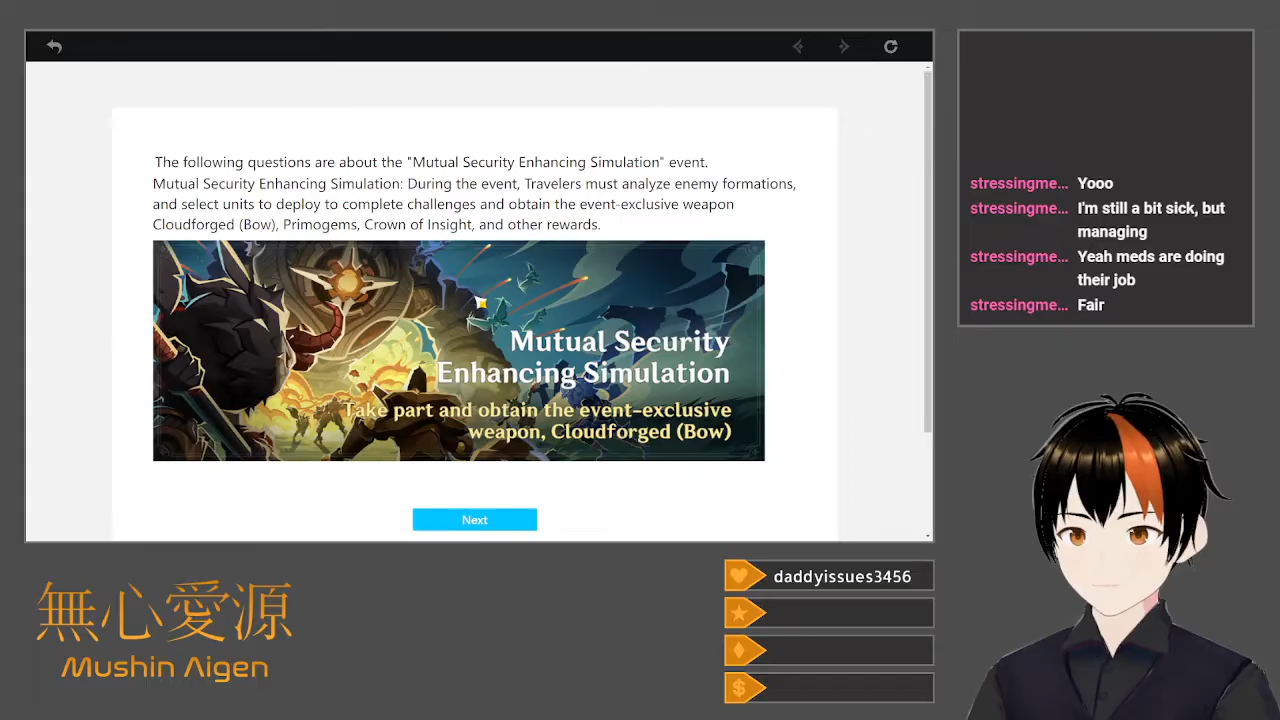 The following questions are about the "Mutual Security Enhancing Simulation" event.
Mutual Security Enhancing Simulation: During the event, Travelers must analyze enemy formations,
and select units to deploy to complete challenges and obtain the event-exclusive weapon
Cloudforged (Bow), Primogems, Crown of Insight, and other rewards.
Mutual Security
Enhancing Simulation
Take part and obtain the event-exclusive
weapon, Cloudforged (Bow)
Next
stressingme... Yooo
stressingme... I'm still a bit sick, but
managing
stressingme... Yeah meds are doing
their job
stressingme... Fair
無心愛源
Mushin Aigen
daddyissues3456